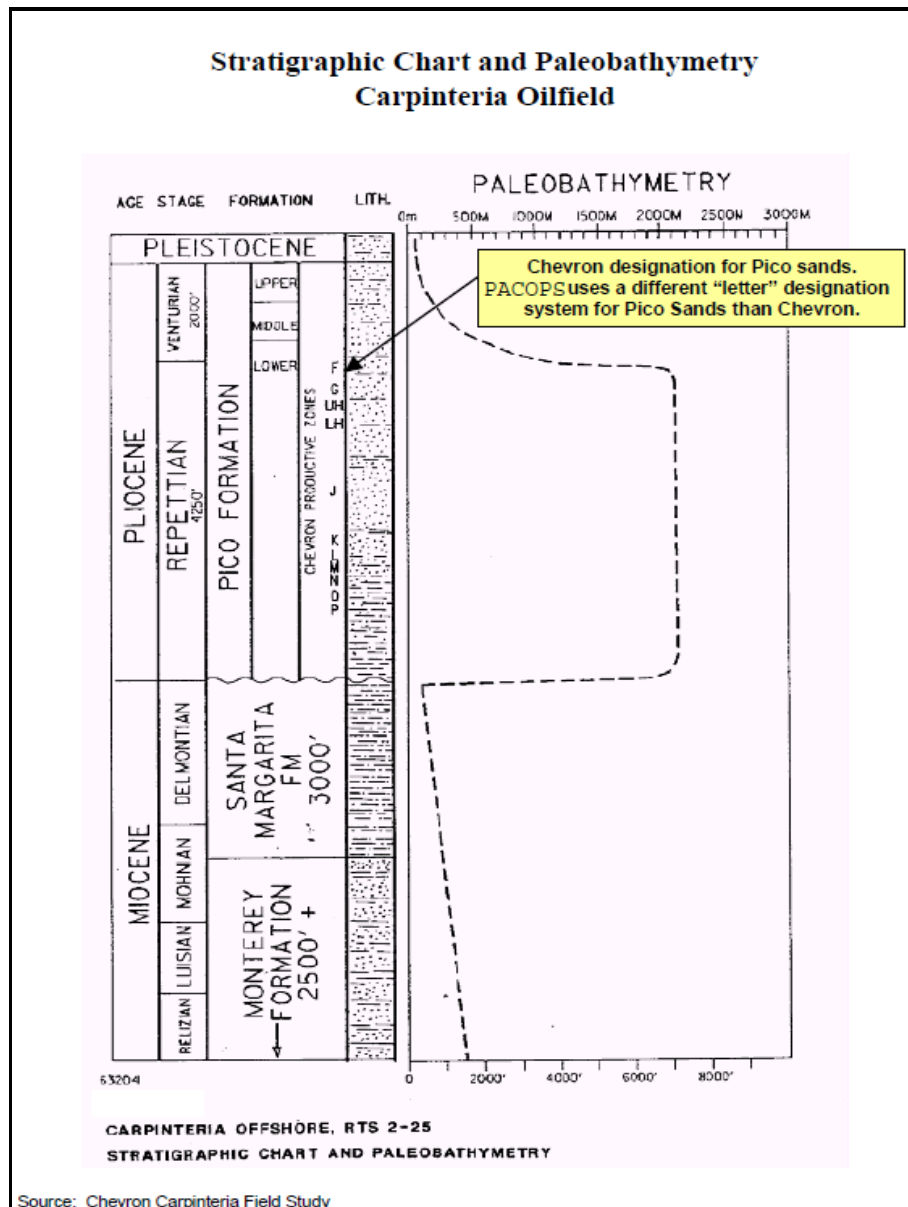 Stratigraphic Chart and Paleobathymetry
Carpinteria Oilfield
PALEOBATHYMETRY
AGE STAGE FORMATION LITH.
0m 500M 1000M 1500M 2000M 2500M 3000M
PLEISTOCENE
Chevron designation for Pico sands.
PACOPS uses a different “letter” designation
system for Pico Sands than Chevron.
PLIOCENE
VENTURIAN
2000'
REPETTIAN
4250'
PICO FORMATION
UPPER
MIDDLE
LOWER
CHEVRON PRODUCTIVE ZONES
F
G
UH
LH
J
K
L
M
N
O
P
MIOCENE
DELMONTIAN
MOHNIAN
LUISIAN
RELIZIAN
SANTA
MARGARITA
FM
3000'
MONTEREY
FORMATION
2500' +
0 2000' 4000' 6000' 8000'
63204
CARPINTERIA OFFSHORE, RTS 2-25
STRATIGRAPHIC CHART AND PALEOBATHYMETRY
Source: Chevron Carpinteria Field Study